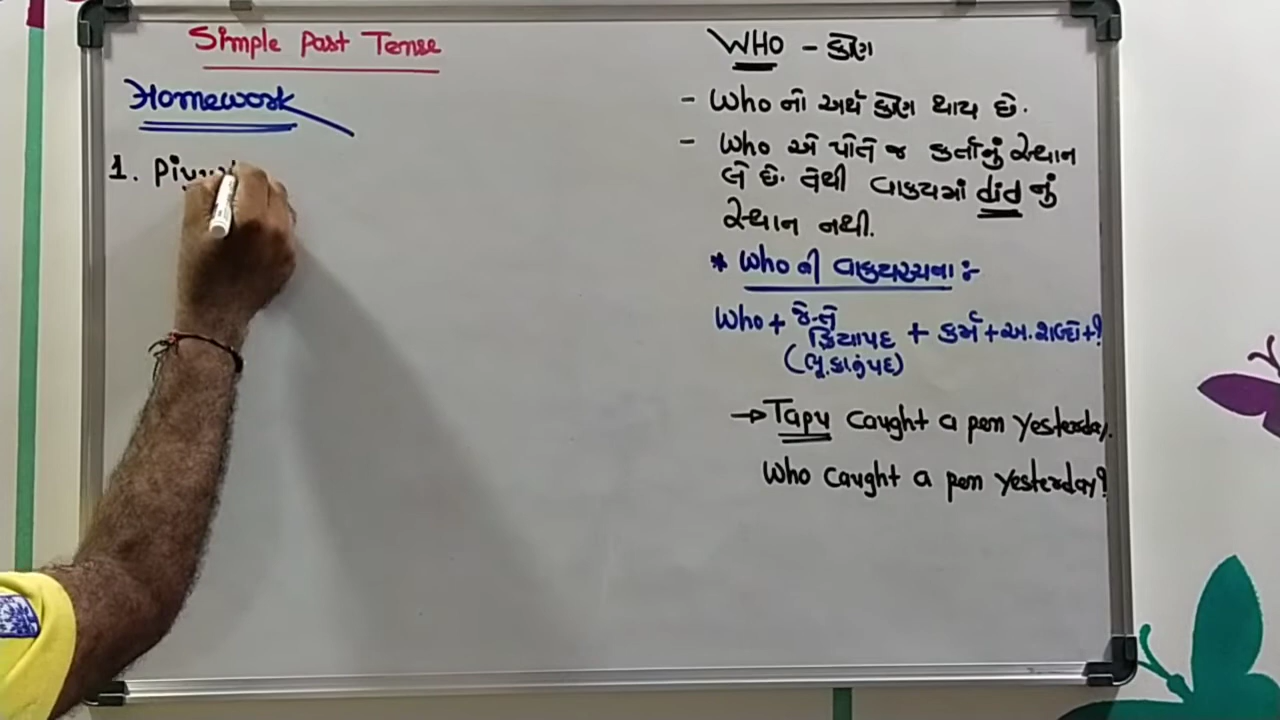 Simple Past Tense
Homework
1.
WHO - કોણ
- Who નો અર્થ કોણ થાય છે.
- Who એ પોતે જ કર્તાનું સ્થાન
લે છે. તેથી વાક્યમાં did નું
સ્થાન નથી.
* Who ની વાક્યરચના :-
Who + જે-તે ક્રિયાપદ + કર્મ + અ. શબ્દો + ?
(ભૂ.કાનુંપદ)
→ Tapu caught a pen yesterday.
Who caught a pen yesterday?